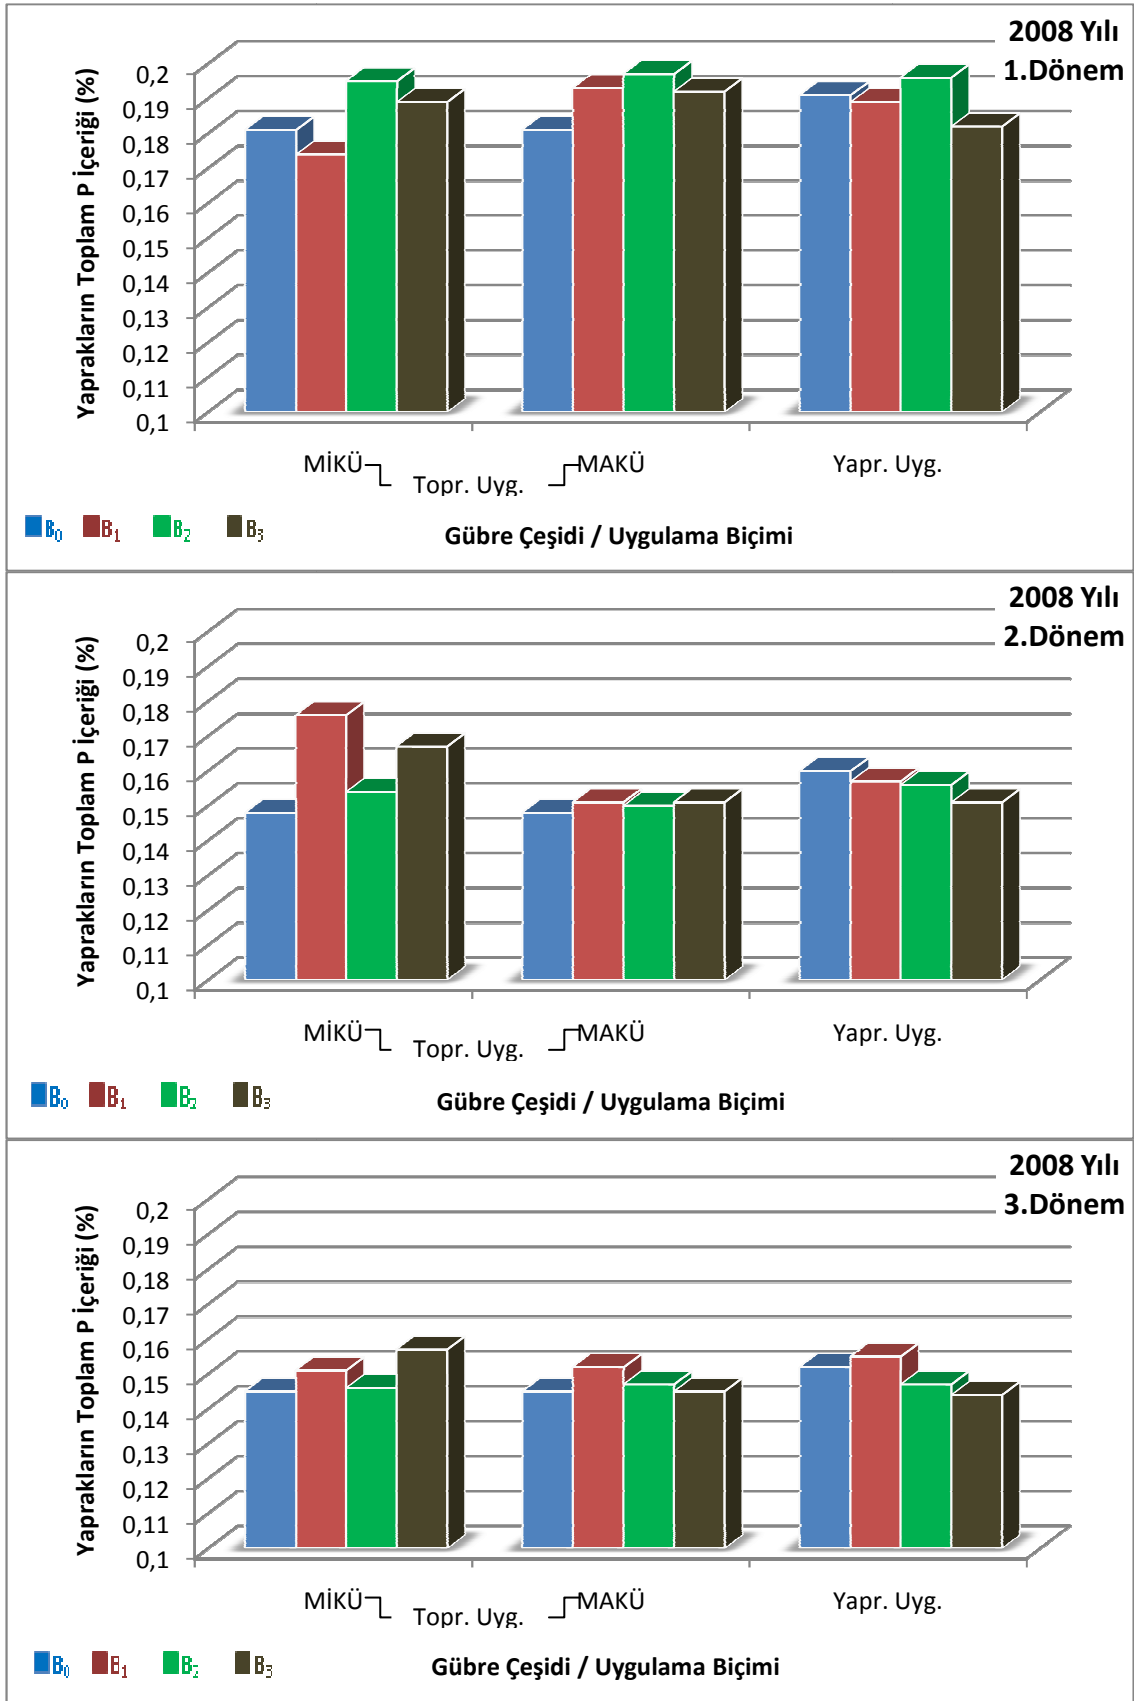 2008 Yılı
1.Dönem
Yaprakların Toplam P İçeriği (%)
0,2
0,19
0,18
0,17
0,16
0,15
0,14
0,13
0,12
0,11
0,1
MİKÜ Topr. Uyg. MAKÜ Yapr. Uyg.
B0 B1 B2 B3
Gübre Çeşidi / Uygulama Biçimi
2008 Yılı
2.Dönem
Yaprakların Toplam P İçeriği (%)
0,2
0,19
0,18
0,17
0,16
0,15
0,14
0,13
0,12
0,11
0,1
MİKÜ Topr. Uyg. MAKÜ Yapr. Uyg.
B0 B1 B2 B3
Gübre Çeşidi / Uygulama Biçimi
2008 Yılı
3.Dönem
Yaprakların Toplam P İçeriği (%)
0,2
0,19
0,18
0,17
0,16
0,15
0,14
0,13
0,12
0,11
0,1
MİKÜ Topr. Uyg. MAKÜ Yapr. Uyg.
B0 B1 B2 B3
Gübre Çeşidi / Uygulama Biçimi